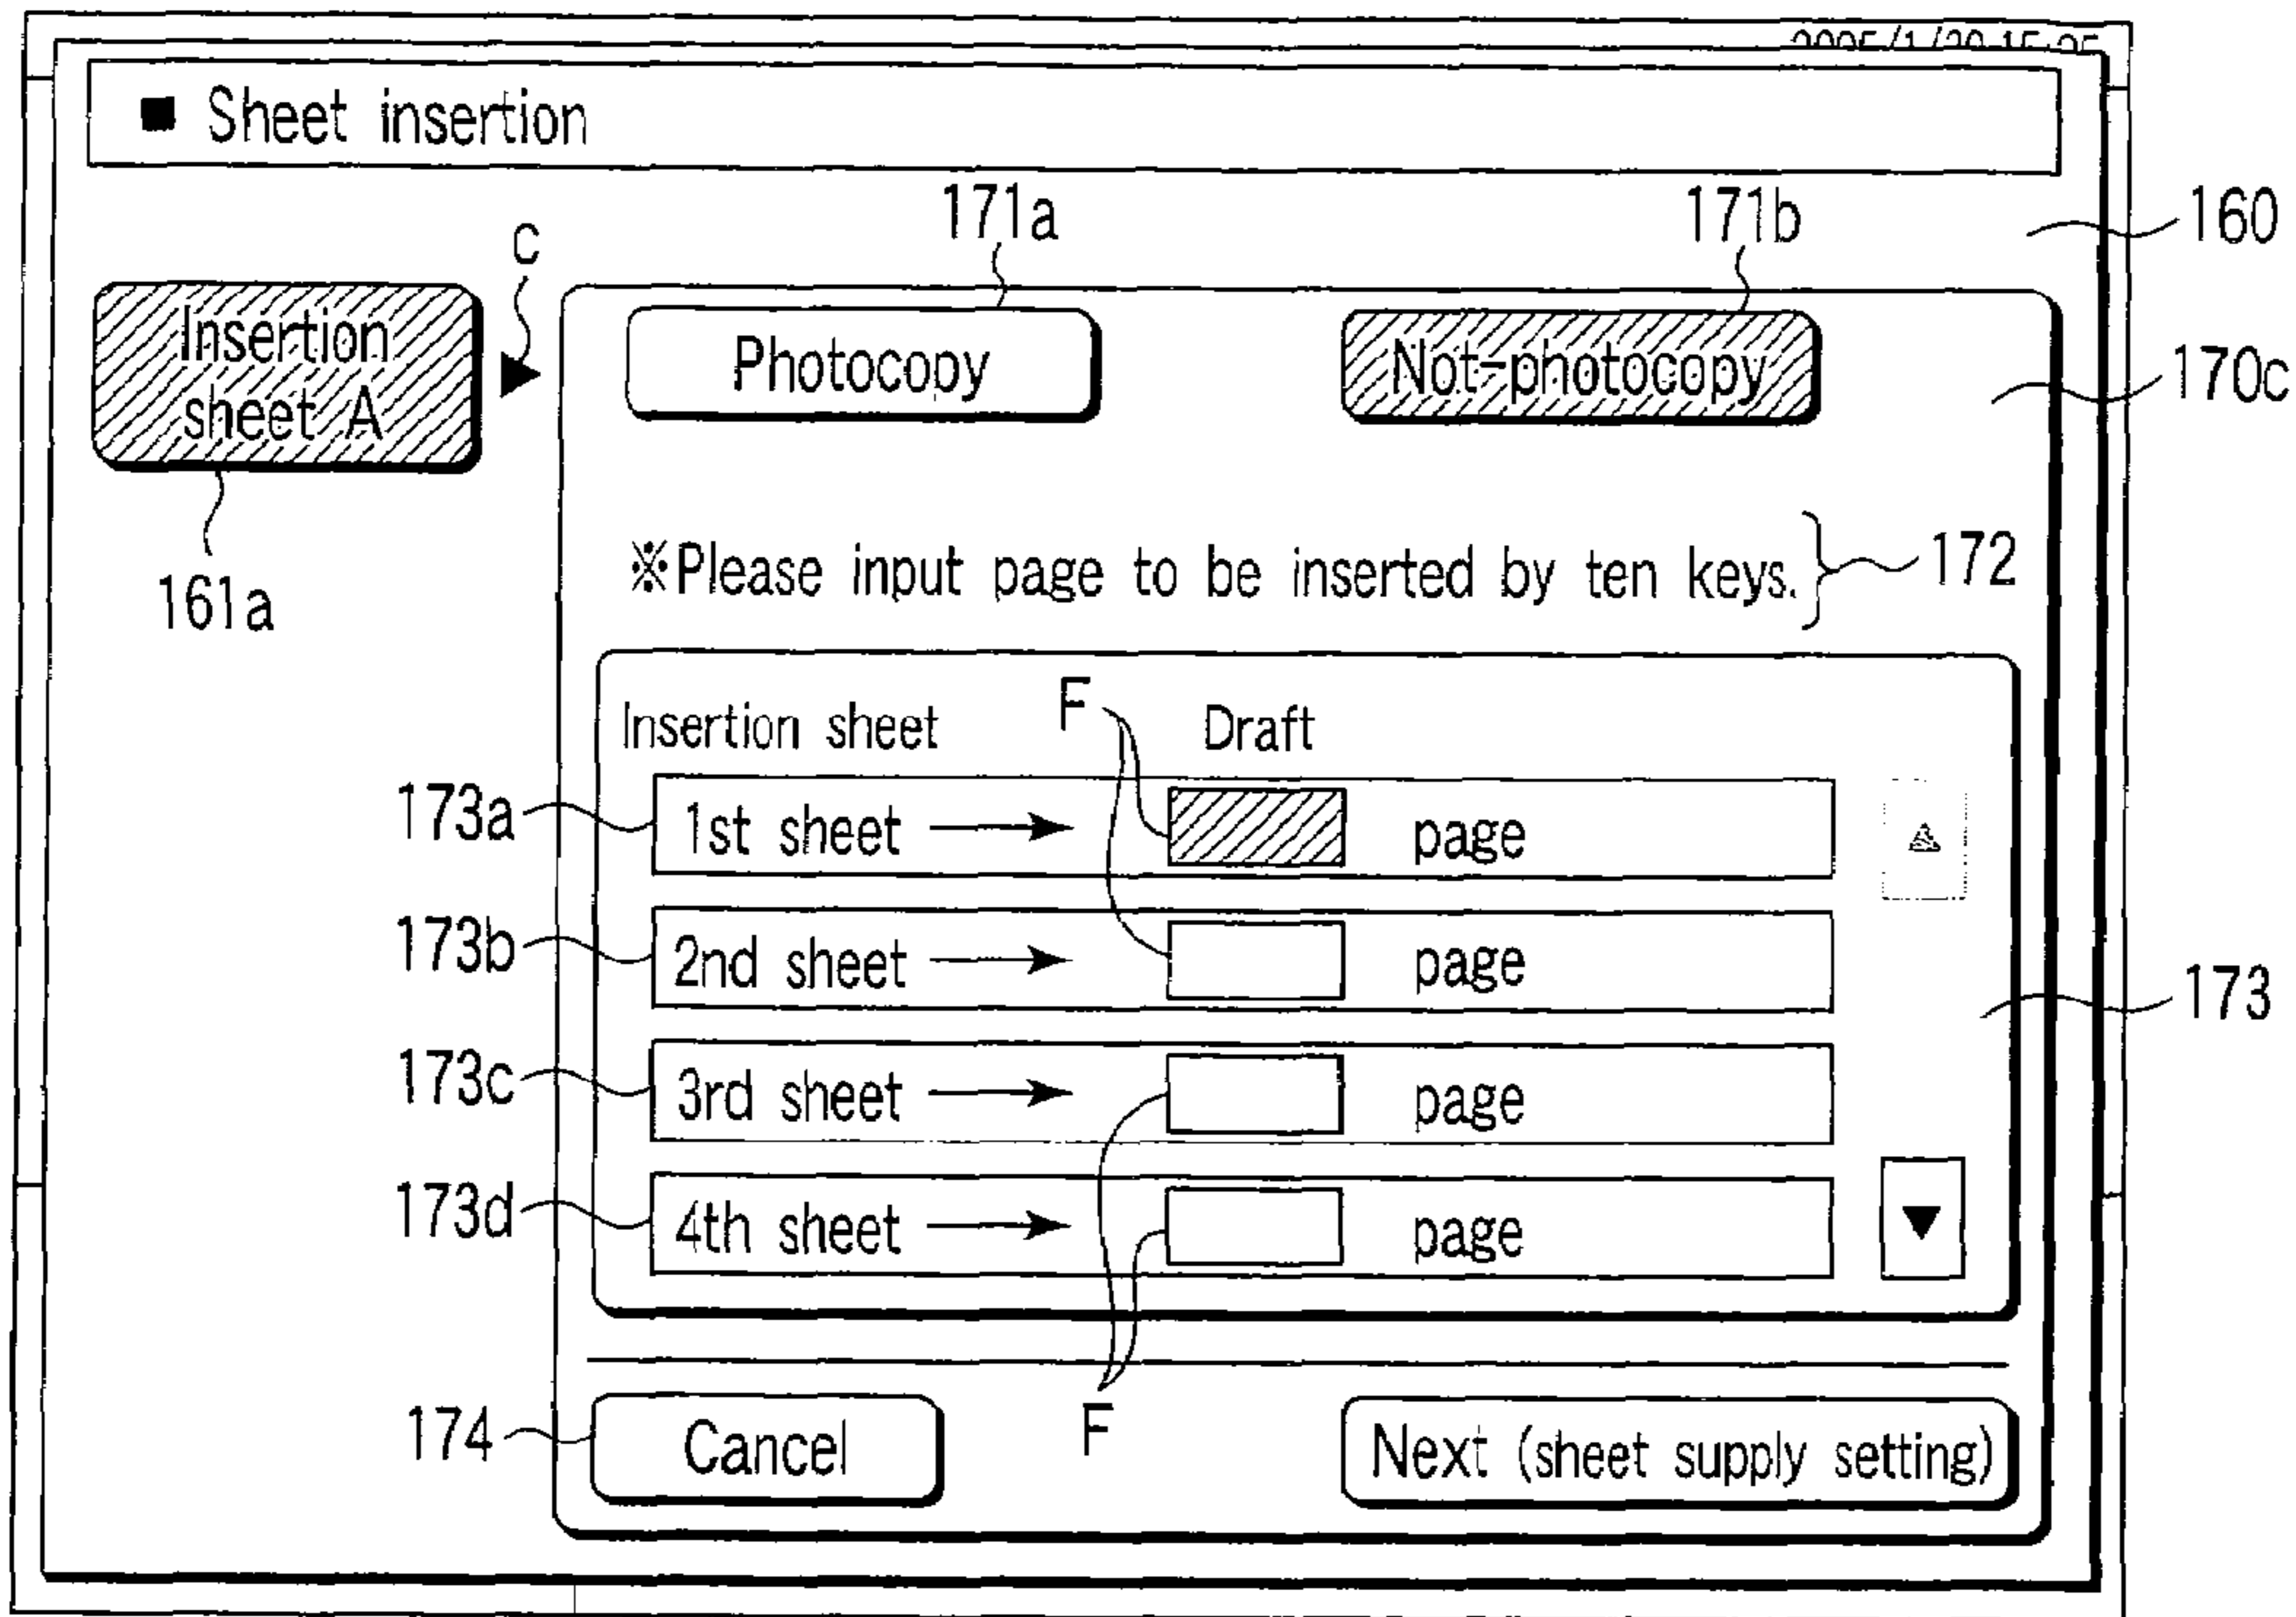 ■ Sheet insertion
171a
171b
160
C
Insertion
sheet A
Photocopy
Not-photocopy
170c
※Please input page to be inserted by ten keys.
172
161a
Insertion sheet
F
Draft
173a
1st sheet
page
173b
2nd sheet
page
173
173c
3rd sheet
page
173d
4th sheet
page
174
Cancel
F
Next (sheet supply setting)